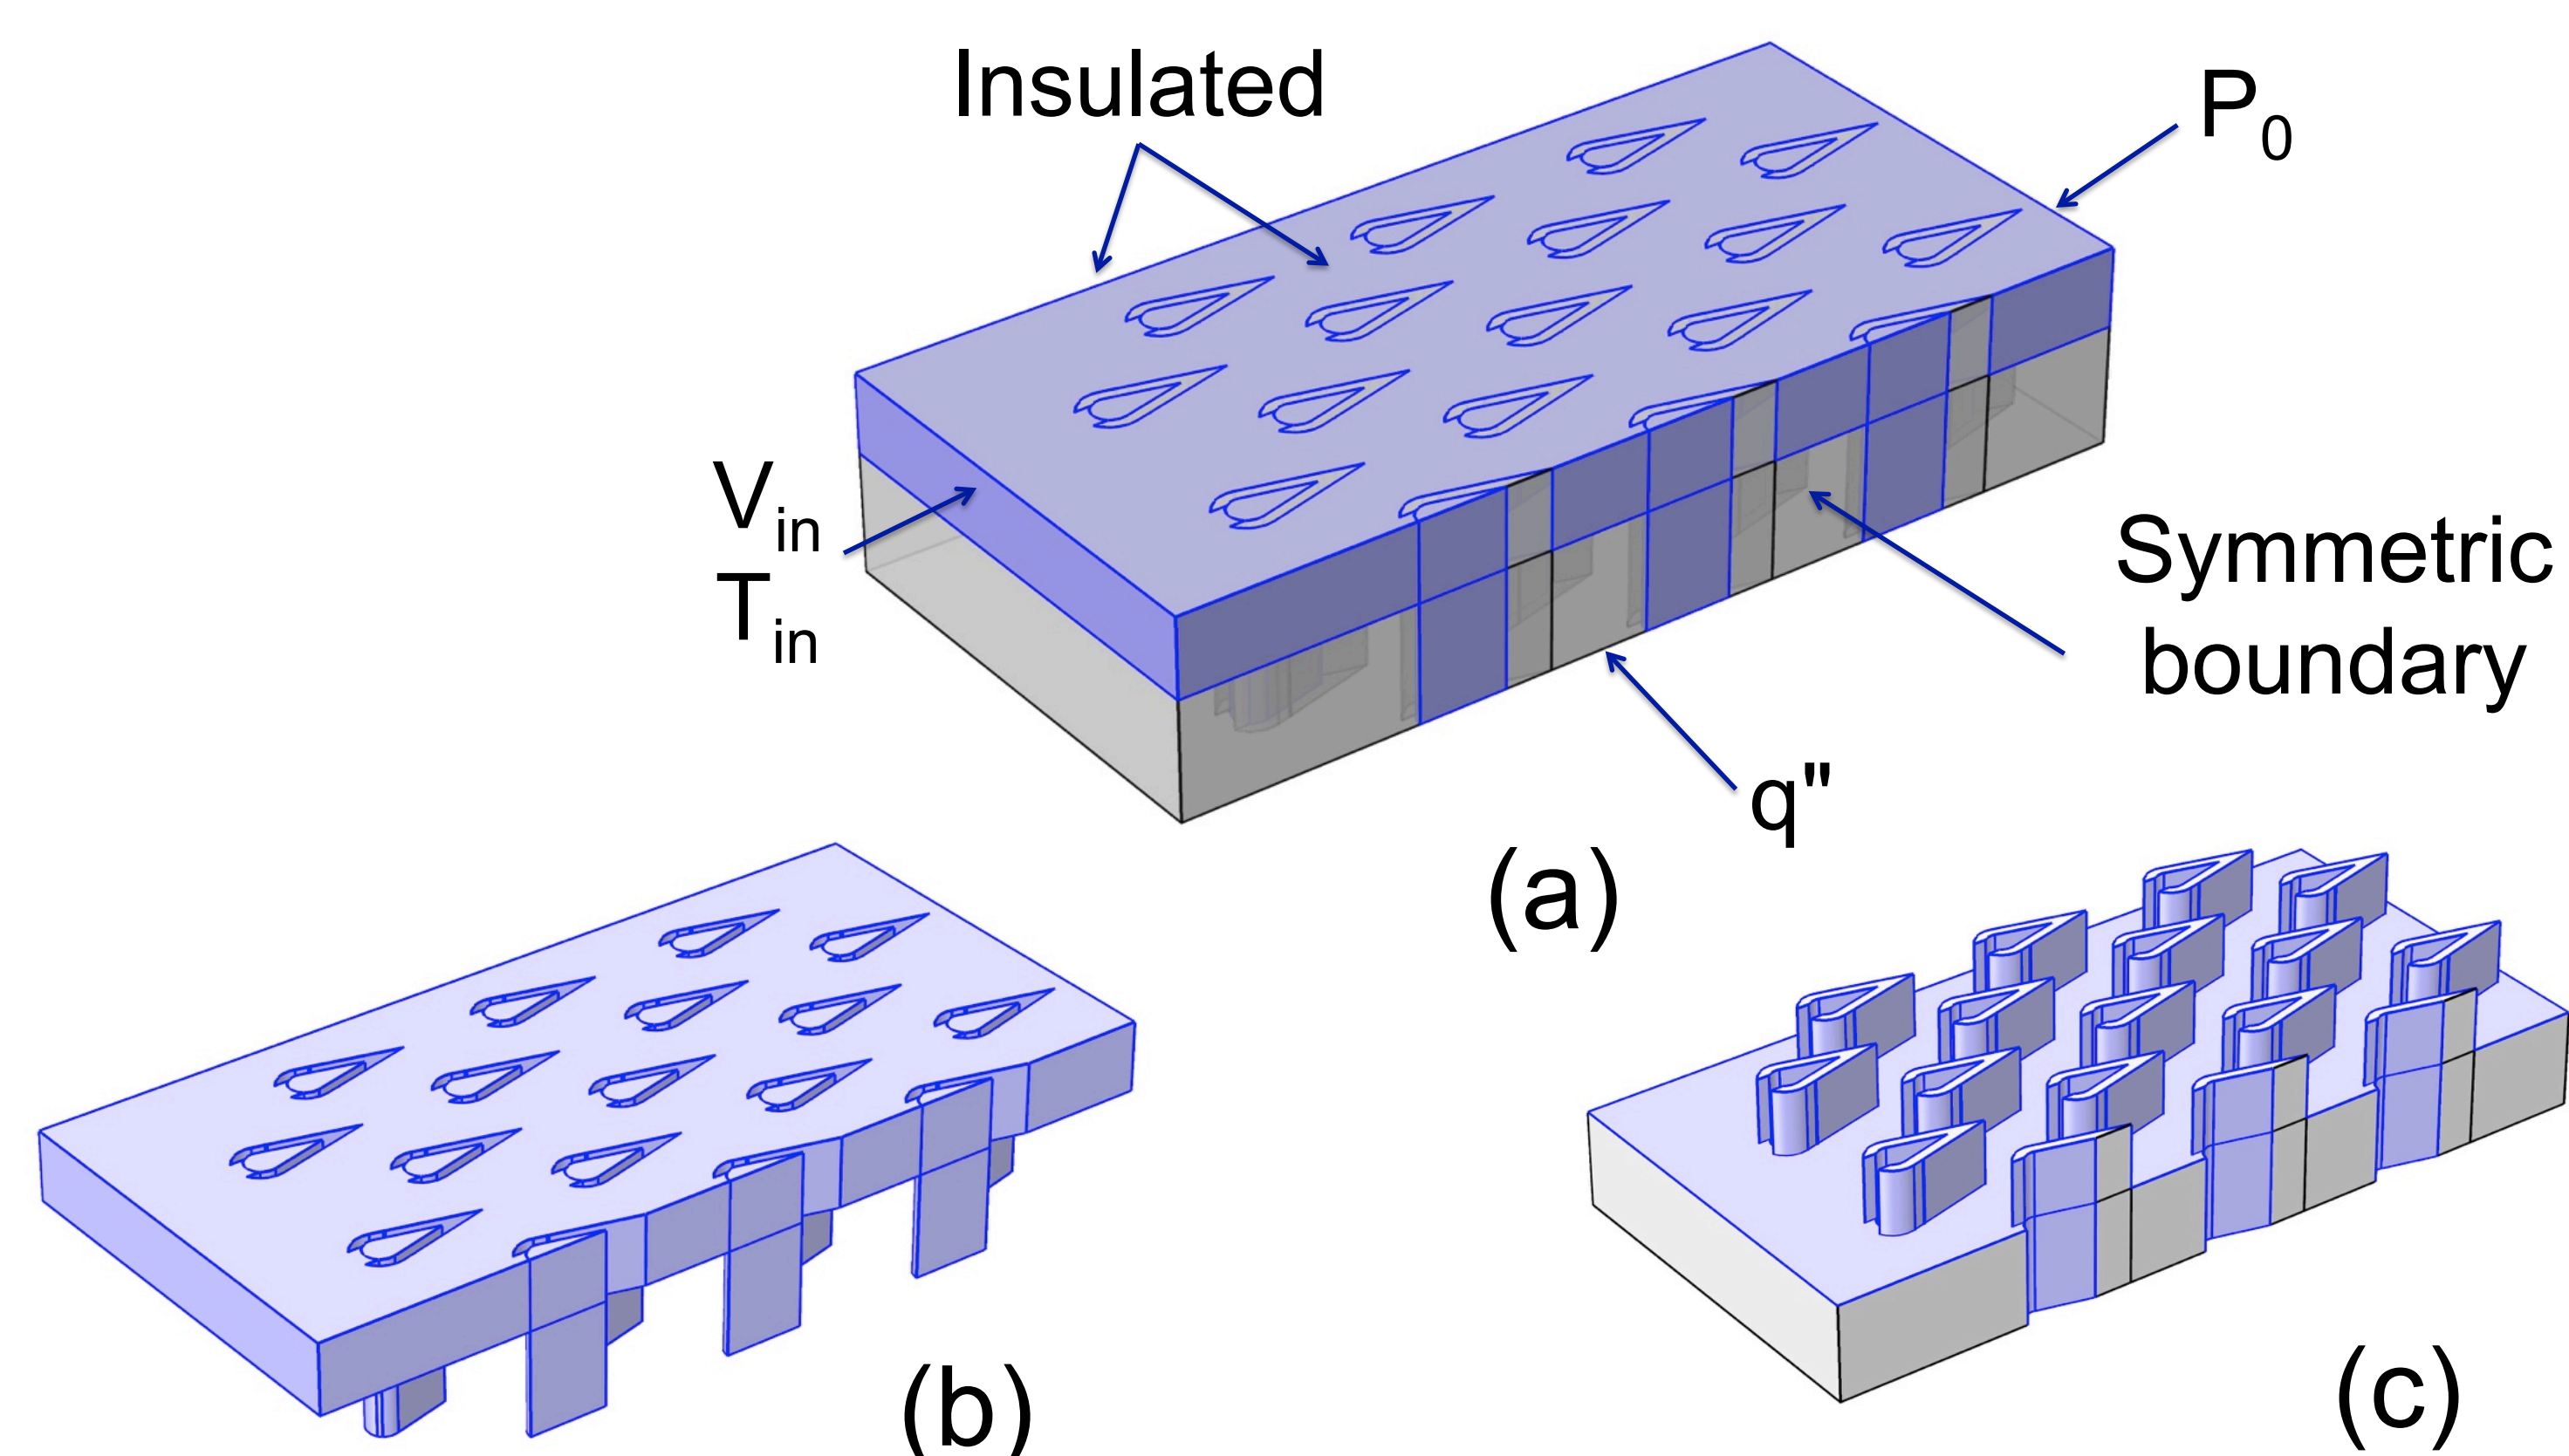 Insulated
P0
Vin
Tin
Symmetric
boundary
q"
(a)
(b)
(c)